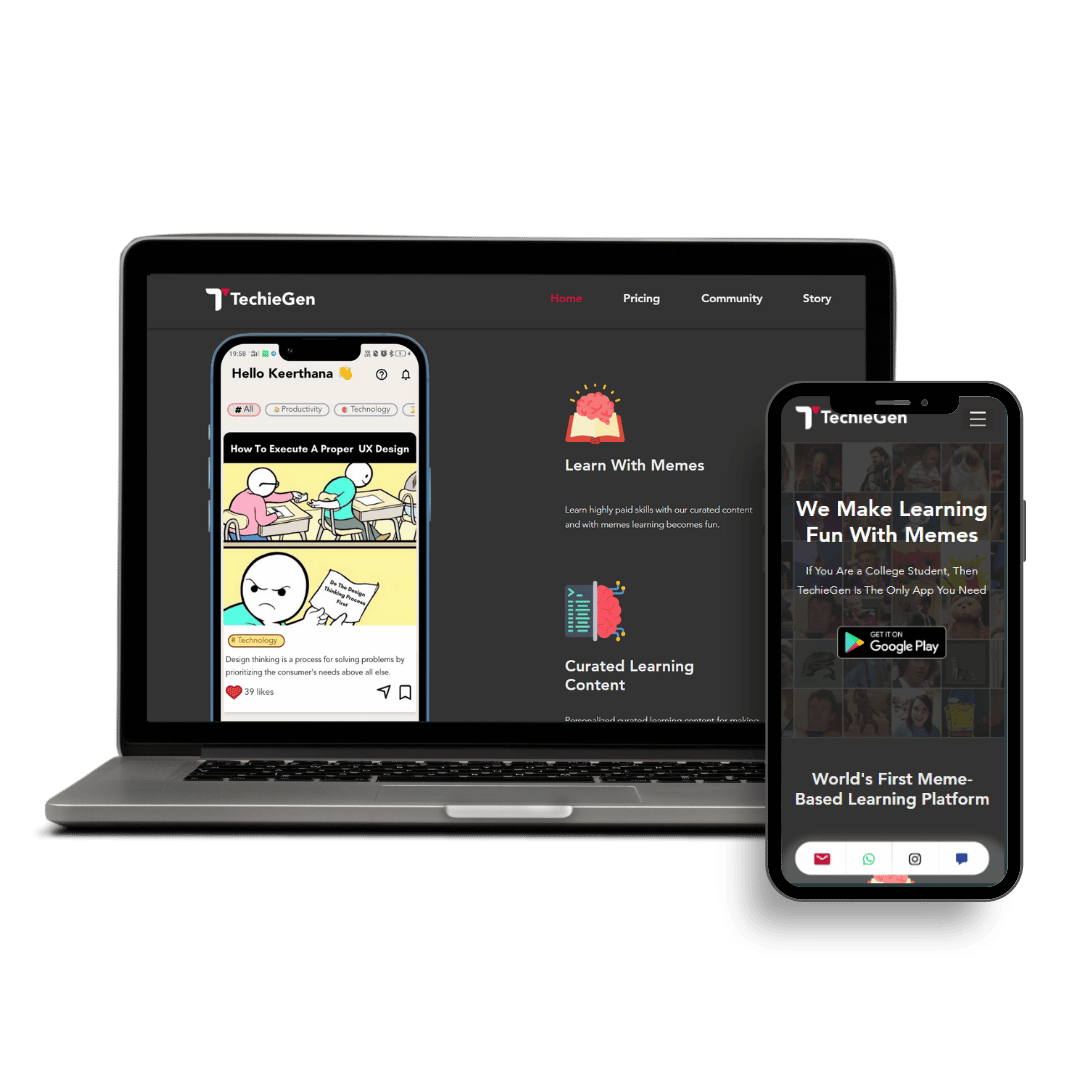 TechieGen
Home Pricing Community Story
19:58
Hello Keerthana
# All
Productivity
Technology
How To Execute A Proper UX Design
Do The Design
Thinking Process
First
# Technology
Design thinking is a process for solving problems by
prioritizing the consumer's needs above all else.
39 likes
Learn With Memes
Learn highly paid skills with our curated content
and with memes learning becomes fun.
Curated Learning
Content
Personalized curated learning content for making
TechieGen
We Make Learning
Fun With Memes
If You Are a College Student, Then
TechieGen Is The Only App You Need
GET IT ON
Google Play
World's First Meme-
Based Learning Platform